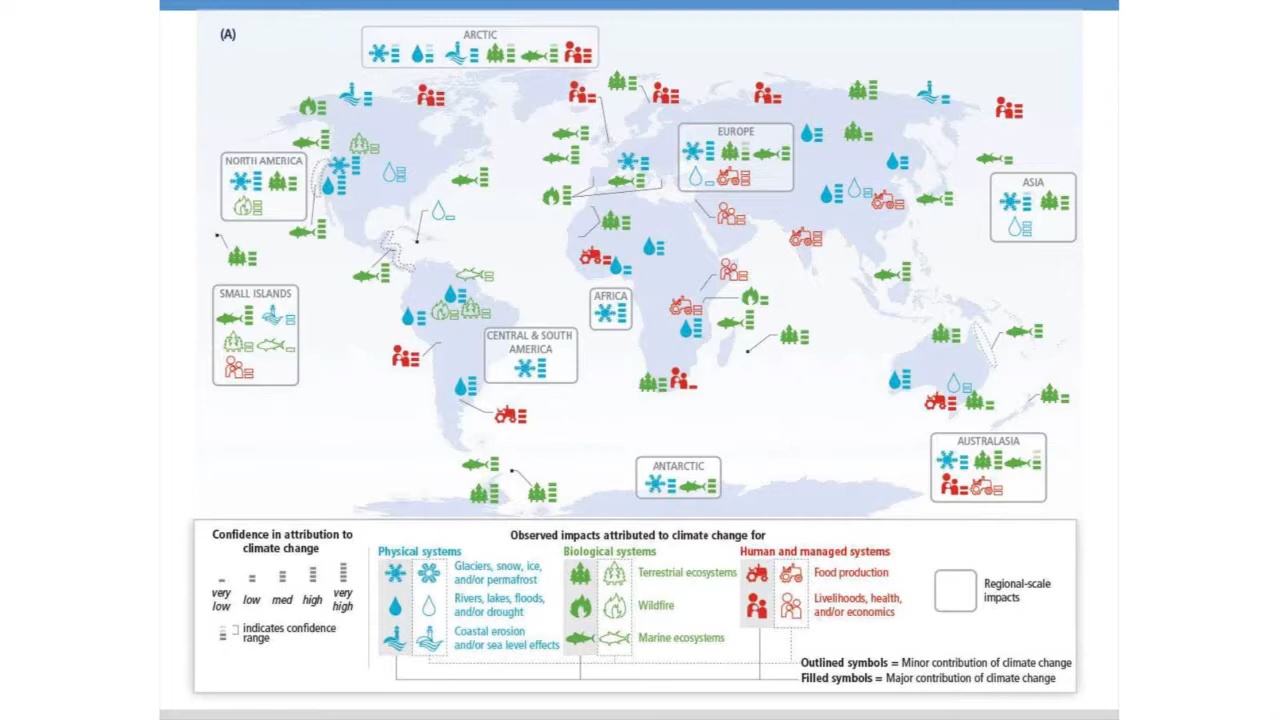 (A)
ARCTIC
EUROPE
NORTH AMERICA
ASIA
SMALL ISLANDS
AFRICA
CENTRAL & SOUTH
AMERICA
AUSTRALASIA
ANTARCTIC
Confidence in attribution to
climate change
very
low
low
med
high
very
high
indicates confidence
range
Observed impacts attributed to climate change for
Physical systems
Glaciers, snow, ice,
and/or permafrost
Rivers, lakes, floods,
and/or drought
Coastal erosion
and/or sea level effects
Biological systems
Terrestrial ecosystems
Wildfire
Marine ecosystems
Human and managed systems
Food production
Livelihoods, health,
and/or economics
Regional-scale
impacts
Outlined symbols = Minor contribution of climate change
Filled symbols = Major contribution of climate change